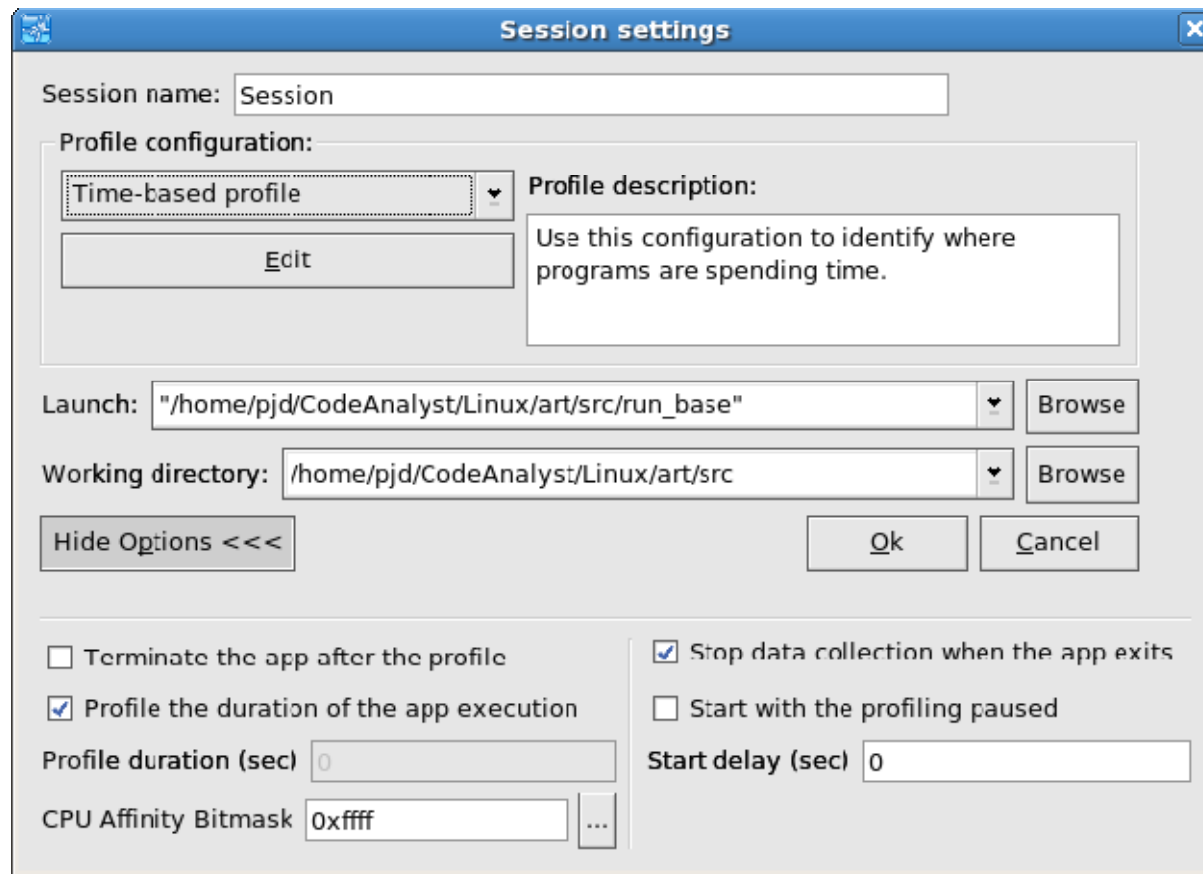 Session settings
Session name: Session
Profile configuration:
Time-based profile
Edit
Profile description:
Use this configuration to identify where
programs are spending time.
Launch: "/home/pjd/CodeAnalyst/Linux/art/src/run_base" Browse
Working directory: /home/pjd/CodeAnalyst/Linux/art/src Browse
Hide Options <<< Ok Cancel
Terminate the app after the profile
Profile the duration of the app execution
Profile duration (sec) 0
CPU Affinity Bitmask 0xffff ...
Stop data collection when the app exits
Start with the profiling paused
Start delay (sec) 0